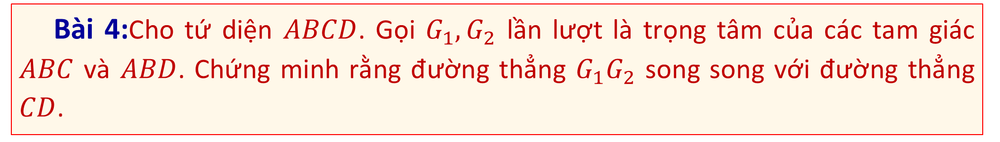 Bài 4:Cho tứ diện ABCD. Gọi G₁, G₂ lần lượt là trọng tâm của các tam giác
ABC và ABD. Chứng minh rằng đường thẳng G₁G₂ song song với đường thẳng
CD.